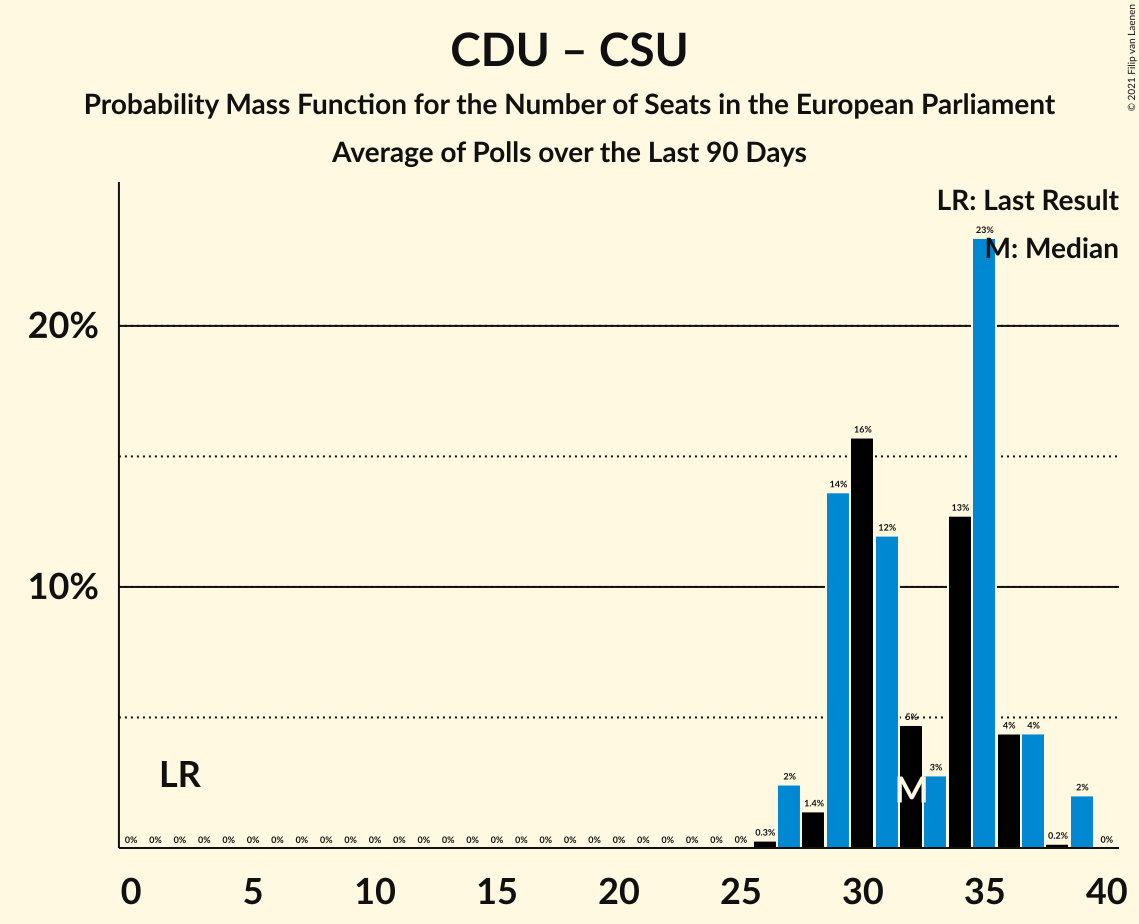 CDU – CSU
Probability Mass Function for the Number of Seats in the European Parliament
Average of Polls over the Last 90 Days
© 2021 Filip van Laenen
LR: Last Result
M: Median
20%
10%
23%
16%
14%
13%
12%
5%
4% 4%
3%
2%
2%
1.4%
0.3%
0.2%
LR
M
0% 0% 0% 0% 0% 0% 0% 0% 0% 0% 0% 0% 0% 0% 0% 0% 0% 0% 0% 0% 0% 0% 0% 0% 0% 0% 0%
0 5 10 15 20 25 30 35 40